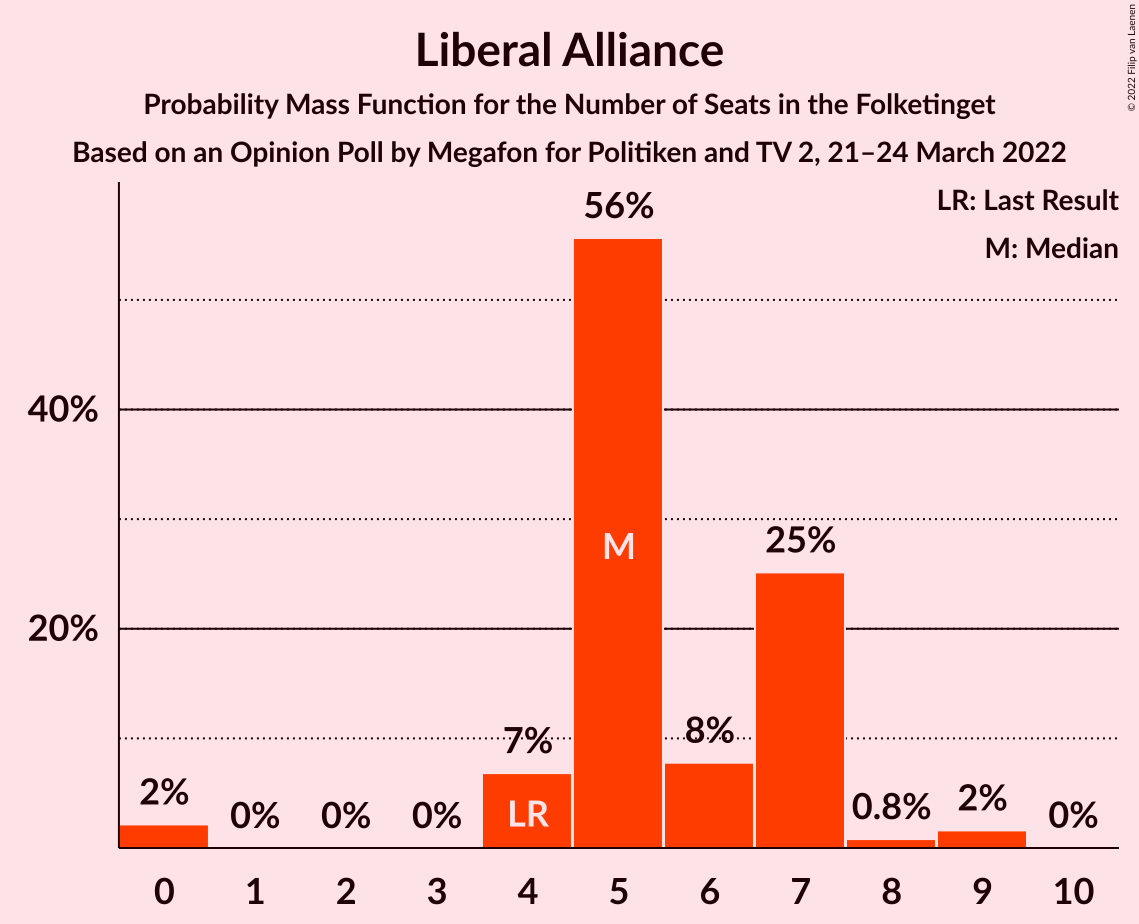 Liberal Alliance
Probability Mass Function for the Number of Seats in the Folketinget
Based on an Opinion Poll by Megafon for Politiken and TV 2, 21–24 March 2022
© 2022 Filip van Laenen
LR: Last Result
M: Median
56%
40%
M
25%
20%
8%
7%
2%
0%
0%
0%
LR
0.8%
2%
0%
0 1 2 3 4 5 6 7 8 9 10